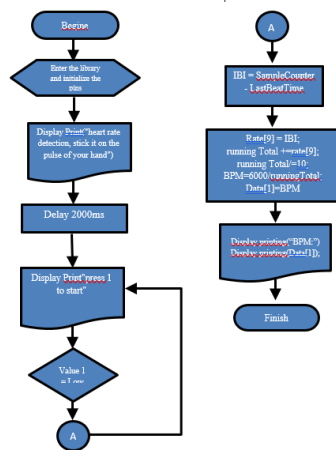 Begine
Enter the library
and initialize the
pins
Display Print("heart rate
detection, stick it on the
pulse of your hand")
Delay 2000ms
Display Print"press 1
to start"
Value 1
= Low
A
A
IBI = SampleCounter
- LastBeatTime
Rate[9] = IBI;
running Total +=rate[9];
running Total/=10;
BPM=6000/runningTotal;
Data[1]=BPM
Display printing("BPM:")
Display printing(Data[1]);
Finish